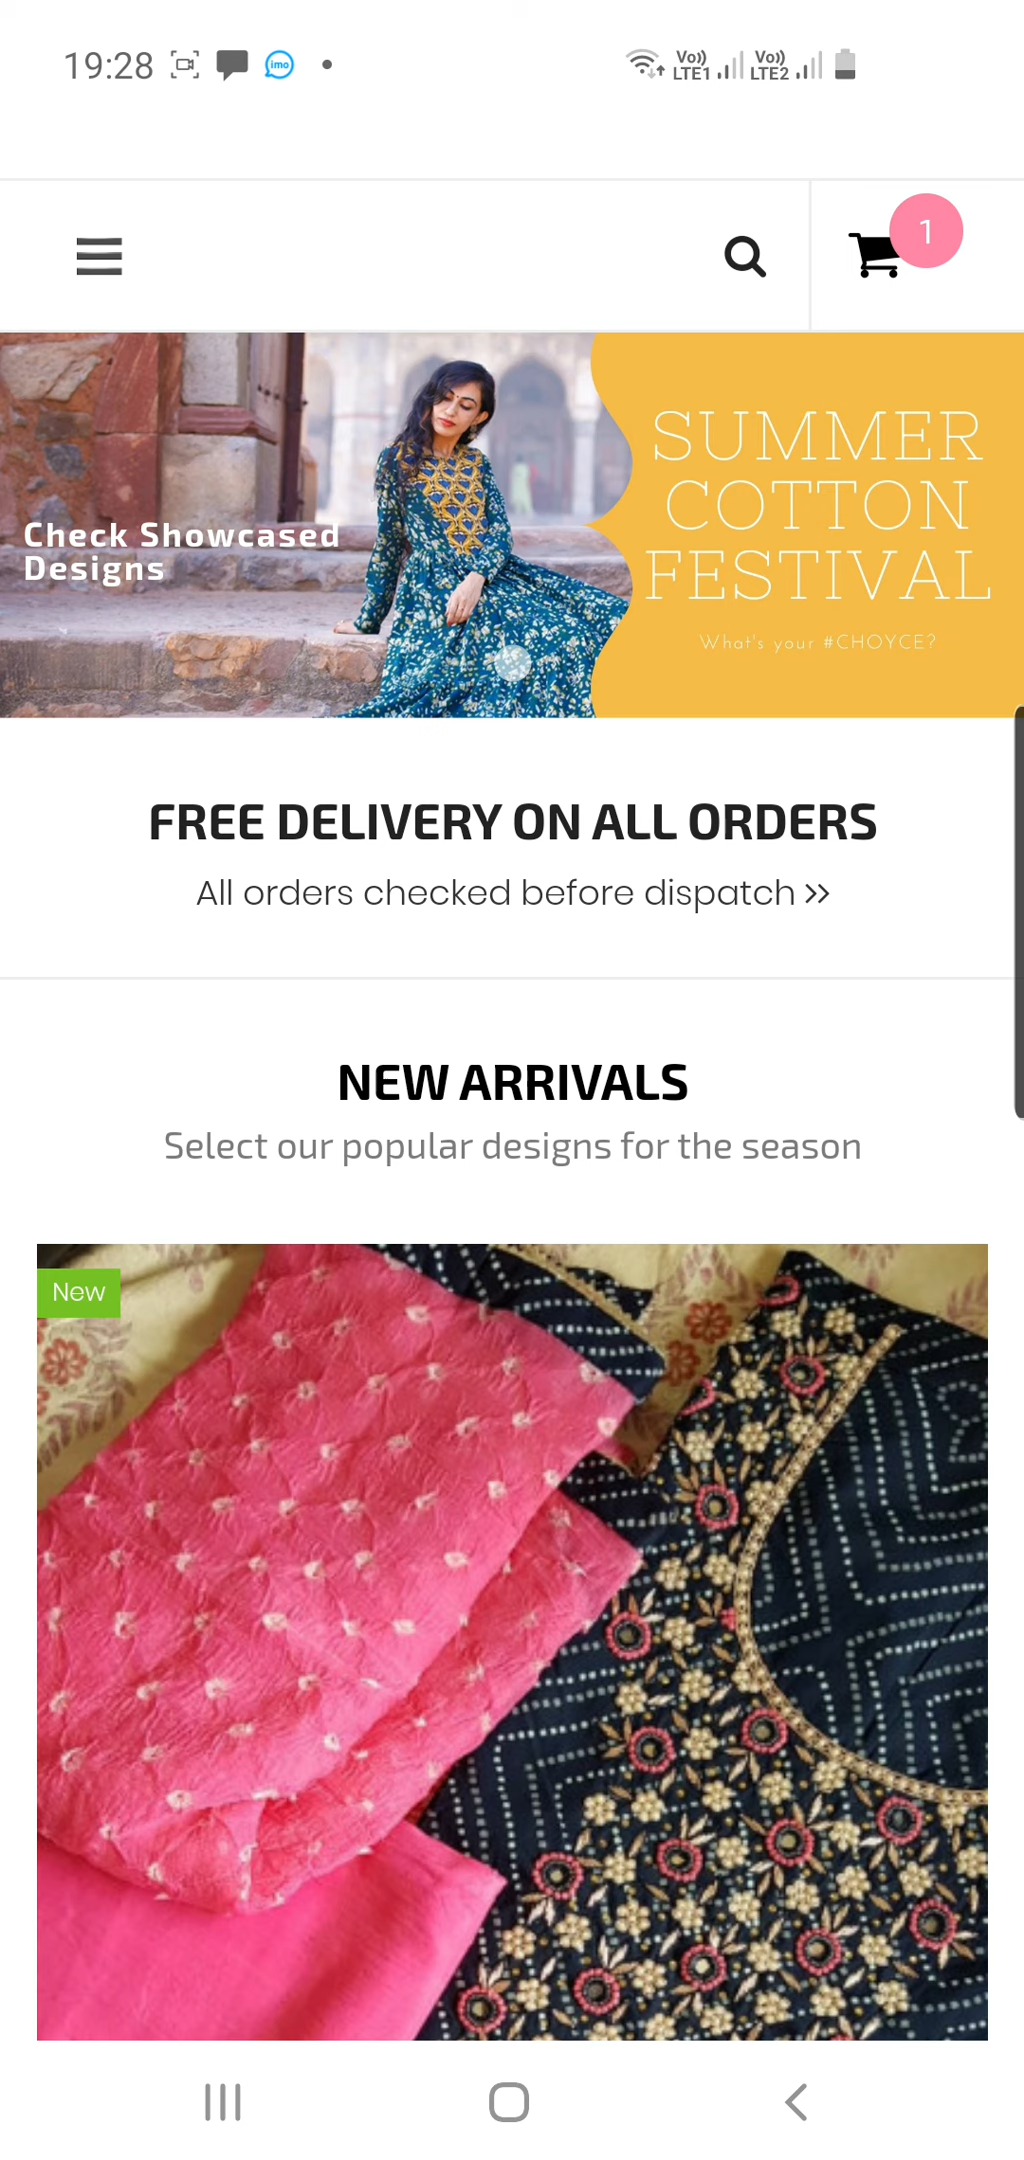 19:28
imo
Vo)) LTE1
Vo)) LTE2
1
Check Showcased
Designs
SUMMER
COTTON
FESTIVAL
What's your #CHOYCE?
FREE DELIVERY ON ALL ORDERS
All orders checked before dispatch »
NEW ARRIVALS
Select our popular designs for the season
New